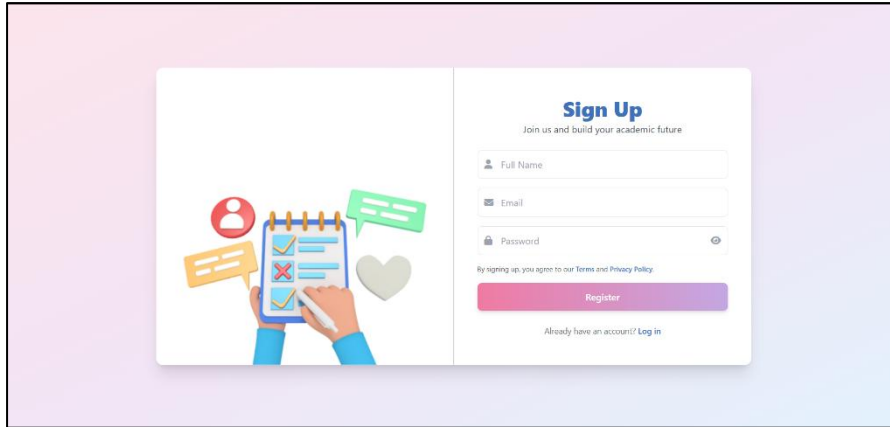 Sign Up
Join us and build your academic future
Full Name
Email
Password
By signing up, you agree to our Terms and Privacy Policy.
Register
Already have an account? Log in